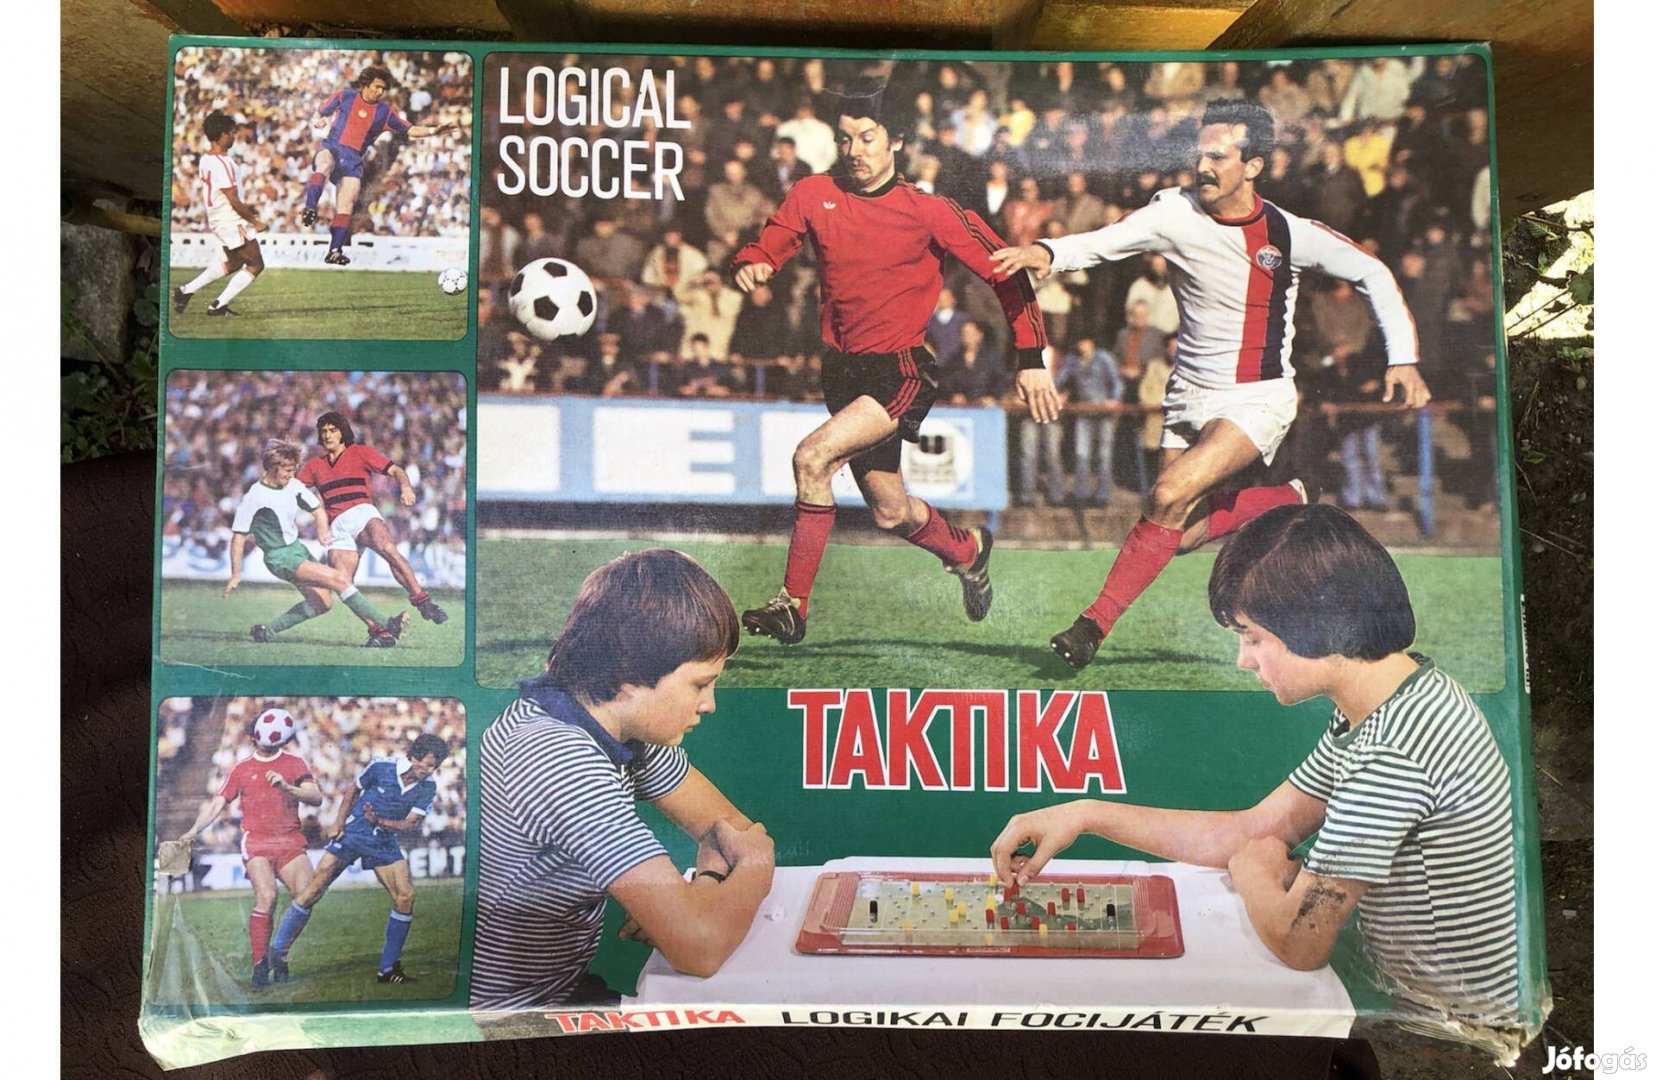 LOGICAL
SOCCER
TAKTIKA
TAKTIKA LOGIKAI FOCIJÁTÉK
Jófogás